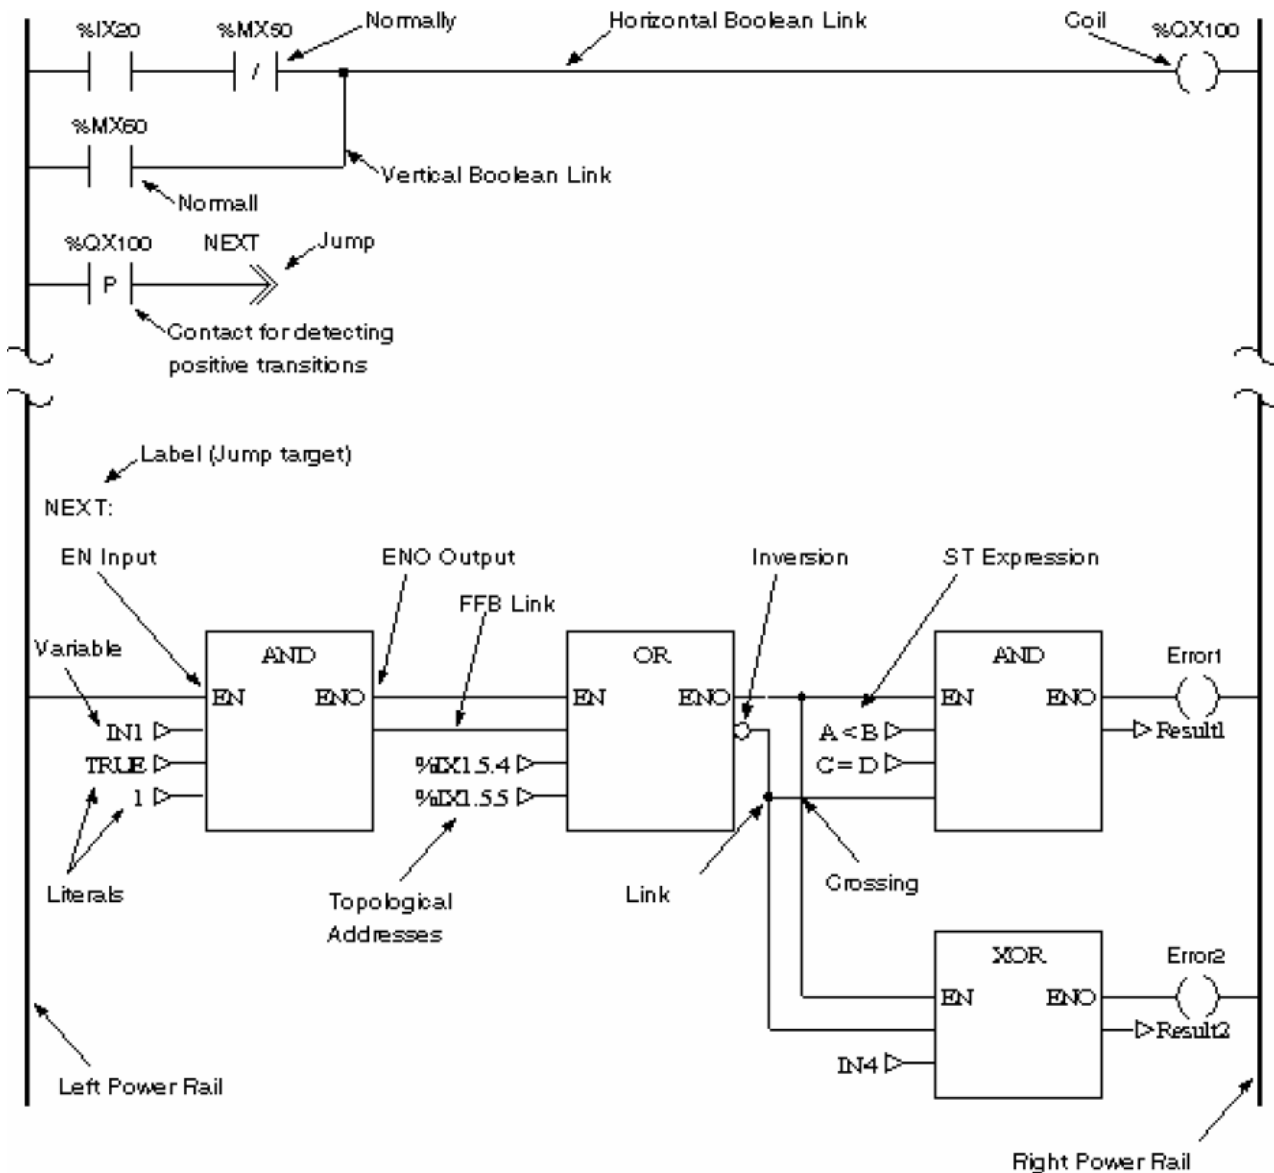 %IX20
%MX50
Normally
Horizontal Boolean Link
Coil
%QX100
/
%MX60
Vertical Boolean Link
Normall
%QX100
NEXT
Jump
P
Contact for detecting
positive transitions
Label (Jump target)
NEXT:
EN Input
ENO Output
Inversion
ST Expression
FFB Link
Variable
AND
OR
AND
Error1
EN
ENO
EN
ENO
EN
ENO
IN1
A < B
Result1
TRUE
%IX1.5.4
C = D
1
%IX1.5.5
Literals
Topological
Addresses
Link
Crossing
XOR
Error2
EN
ENO
Result2
IN4
Left Power Rail
Right Power Rail